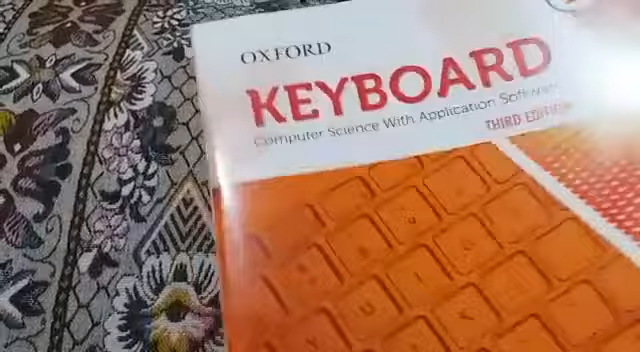 OXFORD
KEYBOARD
Computer Science With Application Software
THIRD EDITION